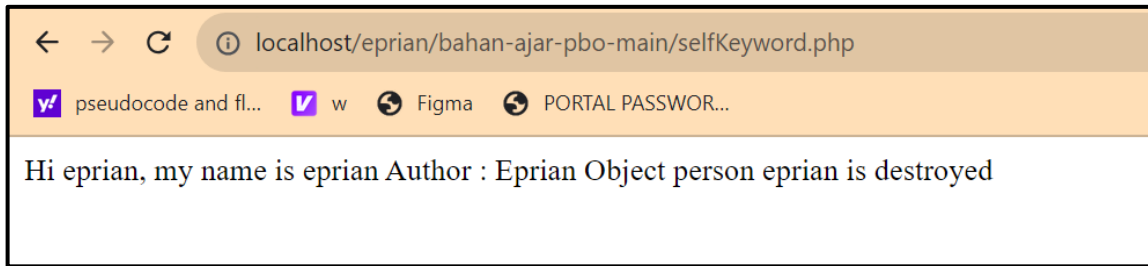 localhost/eprian/bahan-ajar-pbo-main/selfKeyword.php
y! pseudocode and fl... V w Figma PORTAL PASSWOR...
Hi eprian, my name is eprian Author : Eprian Object person eprian is destroyed